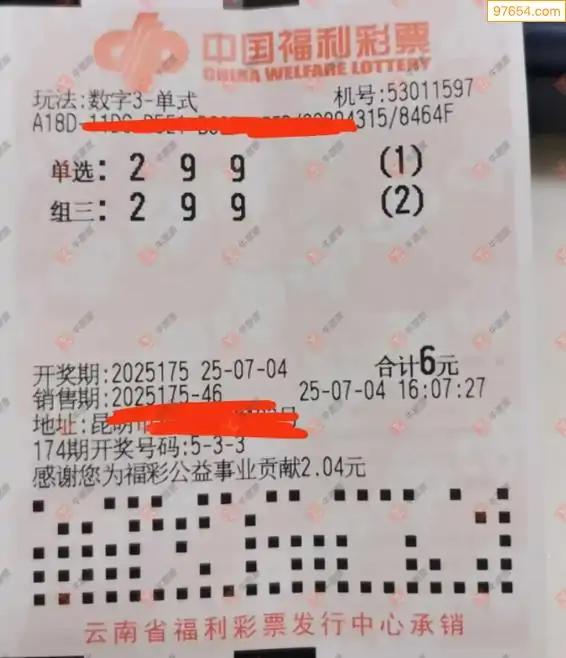 97654.com
中国福利彩票
CHINA WELFARE LOTTERY
玩法:数字3-单式 机号:53011597
A18D 4315/8464F
单选: 2 9 9 (1)
组三: 2 9 9 (2)
开奖期:2025175 25-07-04 合计6元
销售期:2025175-46 25-07-04 16:07:27
地址:昆明市
174期开奖号码:5-3-3
感谢您为福彩公益事业贡献2.04元
云南省福利彩票发行中心承销